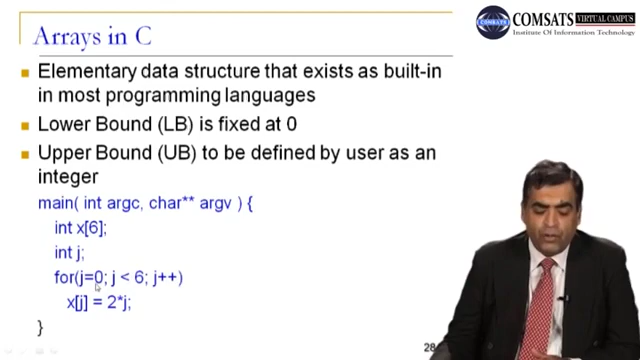 Arrays in C
COMSATS VIRTUAL CAMPUS
Institute Of Information Technology
Elementary data structure that exists as built-in
in most programming languages
Lower Bound (LB) is fixed at 0
Upper Bound (UB) to be defined by user as an
integer
main( int argc, char** argv ) {
int x[6];
int j;
for(j=0; j < 6; j++)
x[j] = 2*j;
}
28